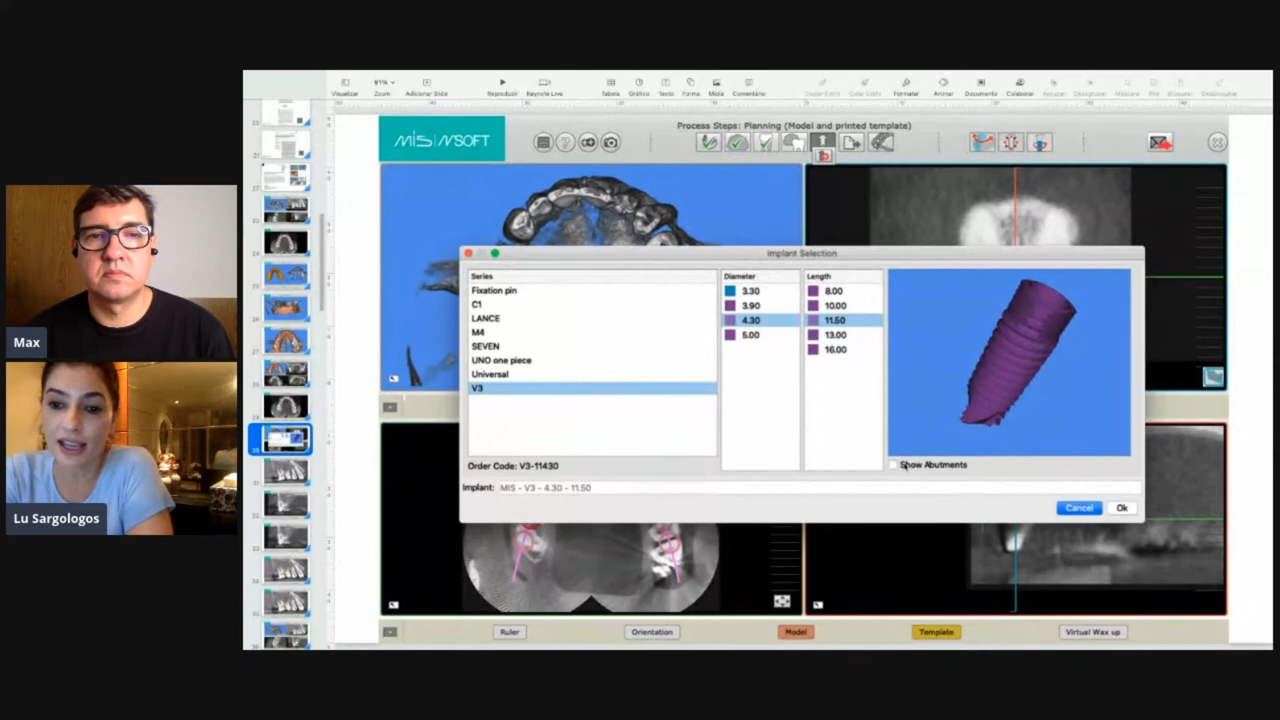 Visualizar
Zoom
Adicionar Slide
Reproduzir
Keynote Live
Tabela
Gráfico
Texto
Forma
Mídia
Comentário
Formatar
Animar
Documento
Colaborar
91%
MIS | MSOFT
Process Steps: Planning (Model and printed template)
Implant Selection
Series
Fixation pin
C1
LANCE
M4
SEVEN
UNO one piece
Universal
V3
Diameter
3.30
3.90
4.30
5.00
Length
8.00
10.00
11.50
13.00
16.00
Order Code: V3-11430
Show Abutments
Implant: MIS - V3 - 4.30 - 11.50
Cancel
Ok
Ruler
Orientation
Model
Template
Virtual Wax up
Max
Lu Sargologos